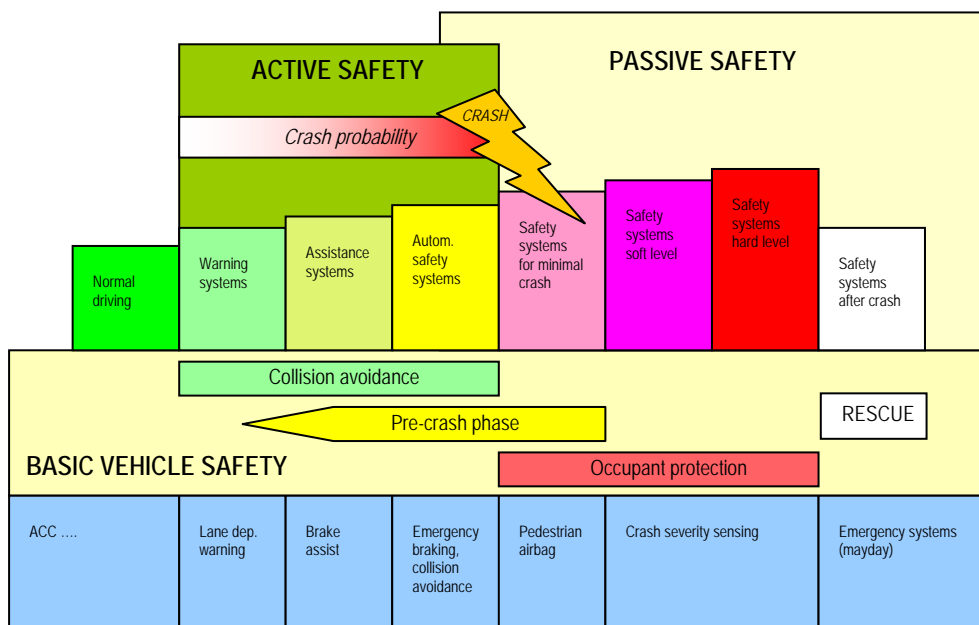 ACTIVE SAFETY
PASSIVE SAFETY
CRASH
Crash probability
Normal
driving
Warning
systems
Assistance
systems
Autom.
safety
systems
Safety
systems
for minimal
crash
Safety
systems
soft level
Safety
systems
hard level
Safety
systems
after crash
Collision avoidance
Pre-crash phase
RESCUE
BASIC VEHICLE SAFETY
Occupant protection
ACC ....
Lane dep.
warning
Brake
assist
Emergency
braking,
collision
avoidance
Pedestrian
airbag
Crash severity sensing
Emergency systems
(mayday)